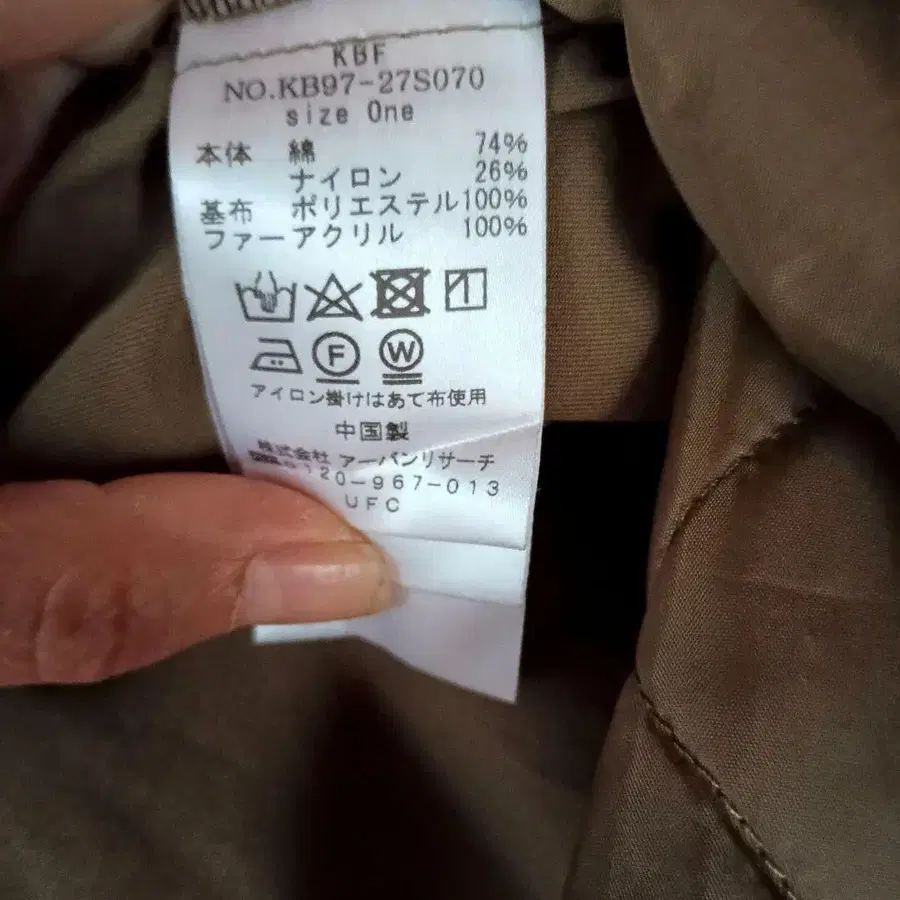 KBF
NO.KB97-27S070
size One
本体 綿 74%
ナイロン 26%
基布 ポリエステル100%
ファーアクリル 100%
F W
アイロン掛けはあて布使用
中国製
株式会社 アーバンリサーチ
0120-967-013
UFC